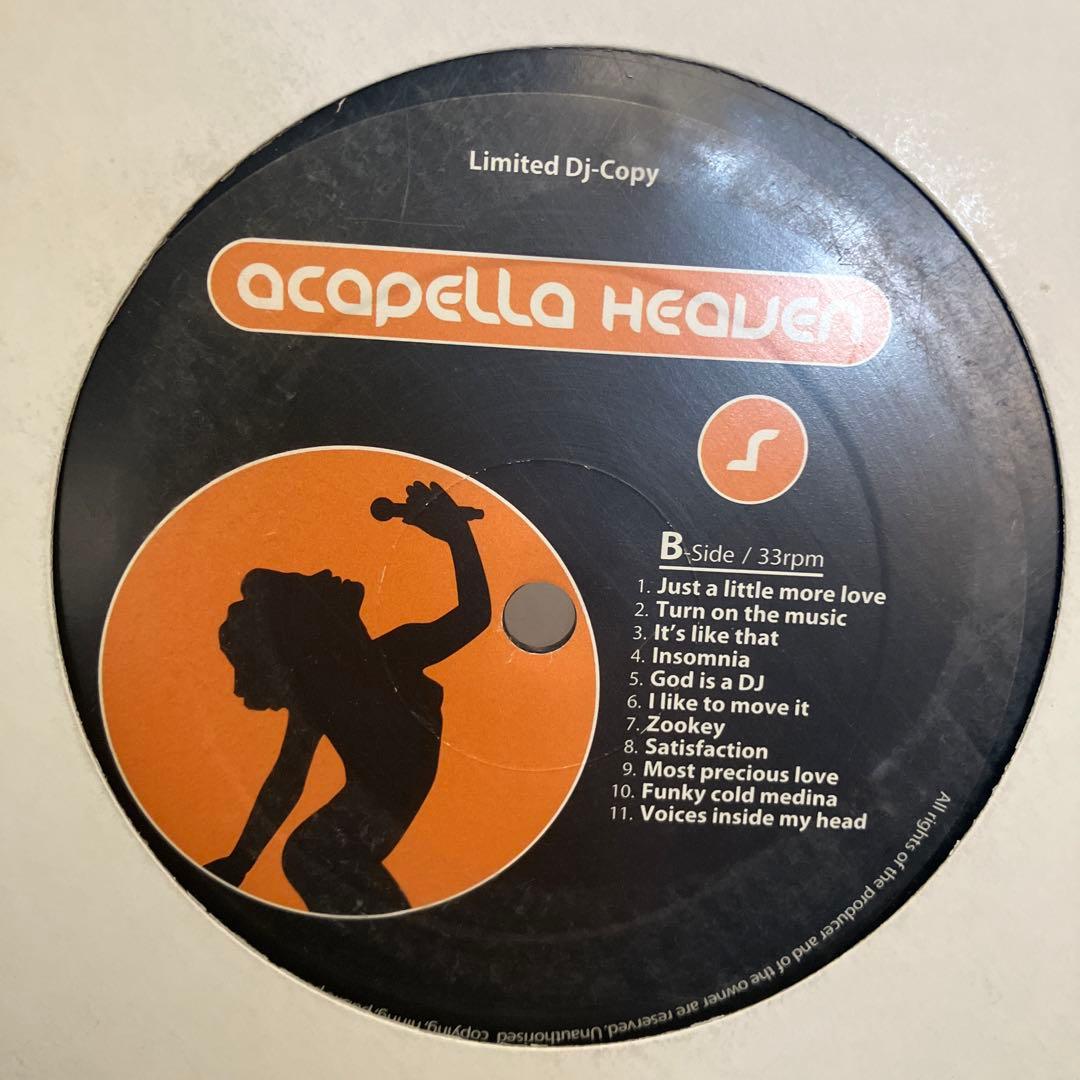 Limited Dj-Copy
acapella Heaven
B-Side / 33rpm
1. Just a little more love
2. Turn on the music
3. It's like that
4. Insomnia
5. God is a DJ
6. I like to move it
7. Zookey
8. Satisfaction
9. Most precious love
10. Funky cold medina
11. Voices inside my head
All rights of the producer and of the owner are reserved. Unauthorised copying, hiring,